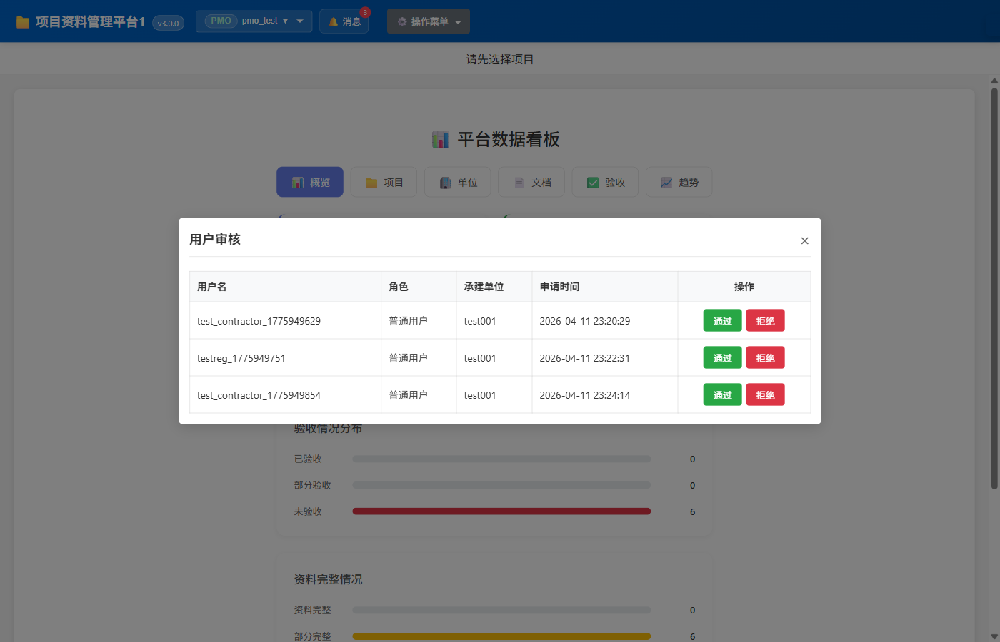 项目资料管理平台1 v3.0.0 PMO pmo_test ▼ 消息 3 操作菜单
请先选择项目
平台数据看板
概览 项目 单位 文档 验收 趋势
用户审核 ×
用户名 角色 承建单位 申请时间 操作
test_contractor_1775949629 普通用户 test001 2026-04-11 23:20:29 通过 拒绝
testreg_1775949751 普通用户 test001 2026-04-11 23:22:31 通过 拒绝
test_contractor_1775949854 普通用户 test001 2026-04-11 23:24:14 通过 拒绝
验收情况分布
已验收 0
部分验收 0
未验收 6
资料完整情况
资料完整 0
部分完整 6